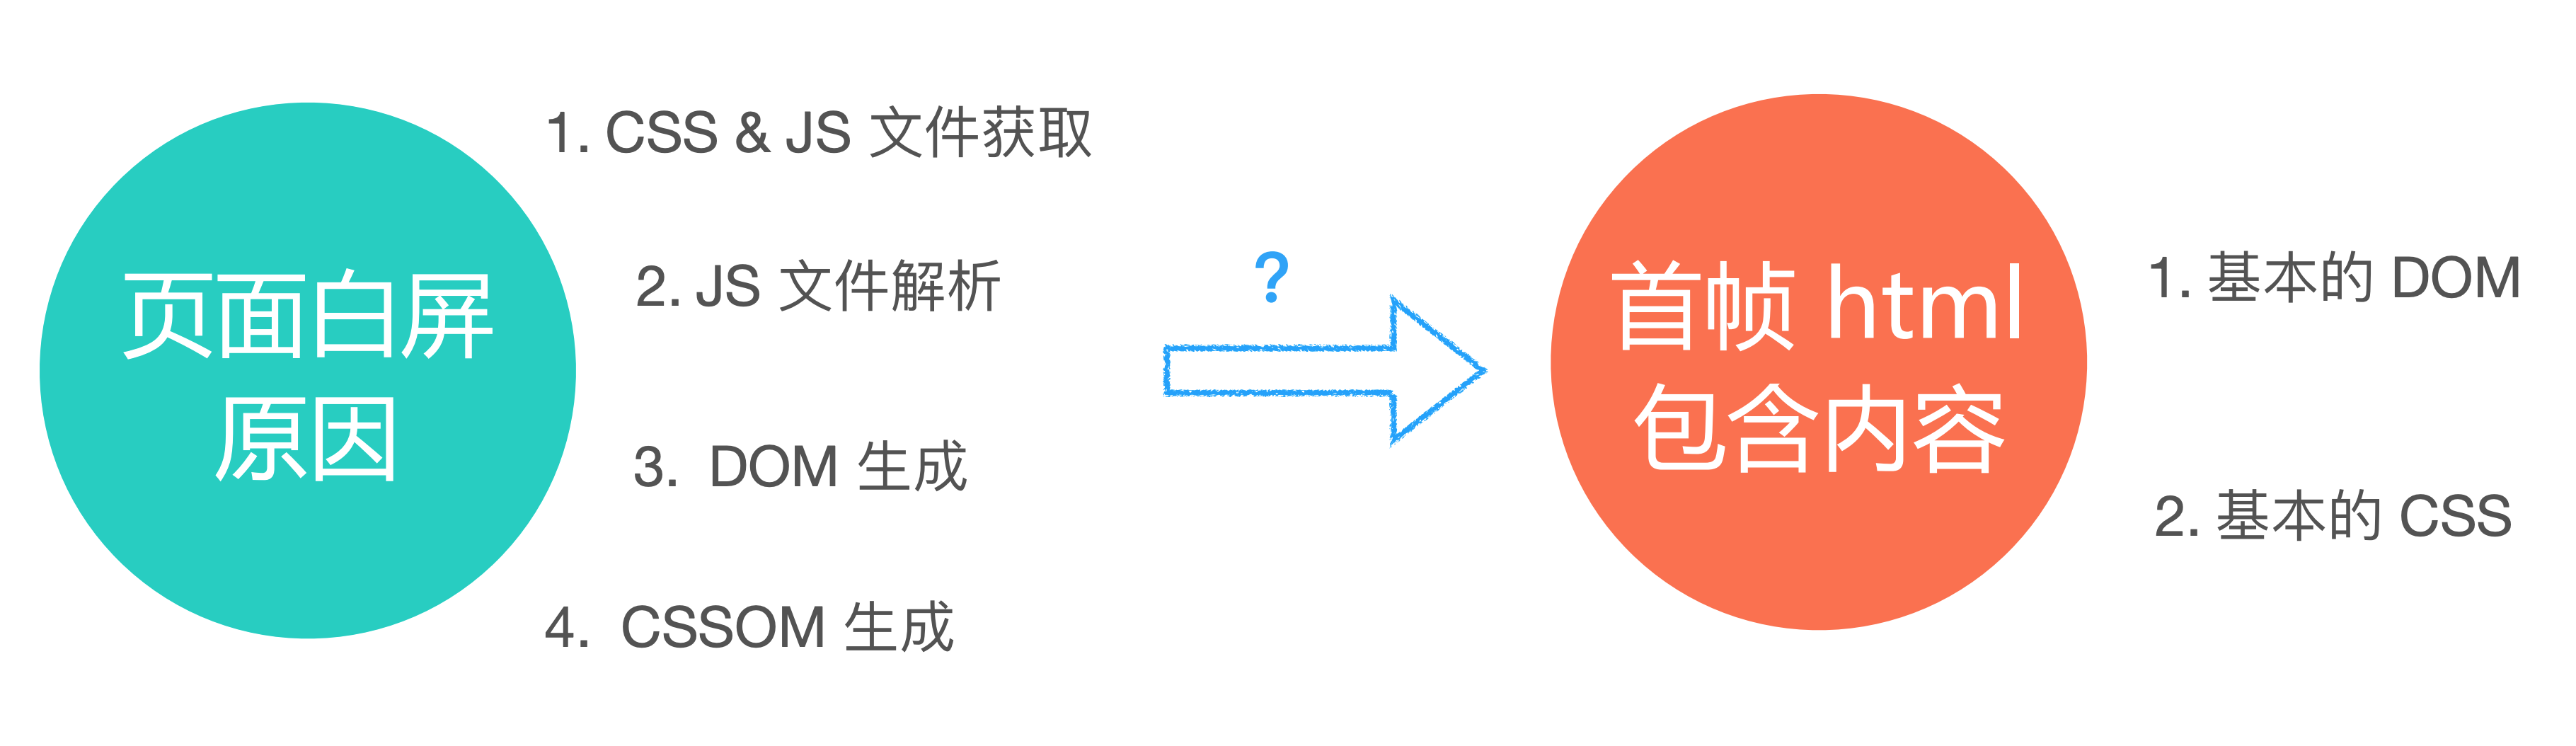 页面白屏
原因
1. CSS & JS 文件获取
2. JS 文件解析
3. DOM 生成
4. CSSOM 生成
?
首帧 html
包含内容
1. 基本的 DOM
2. 基本的 CSS